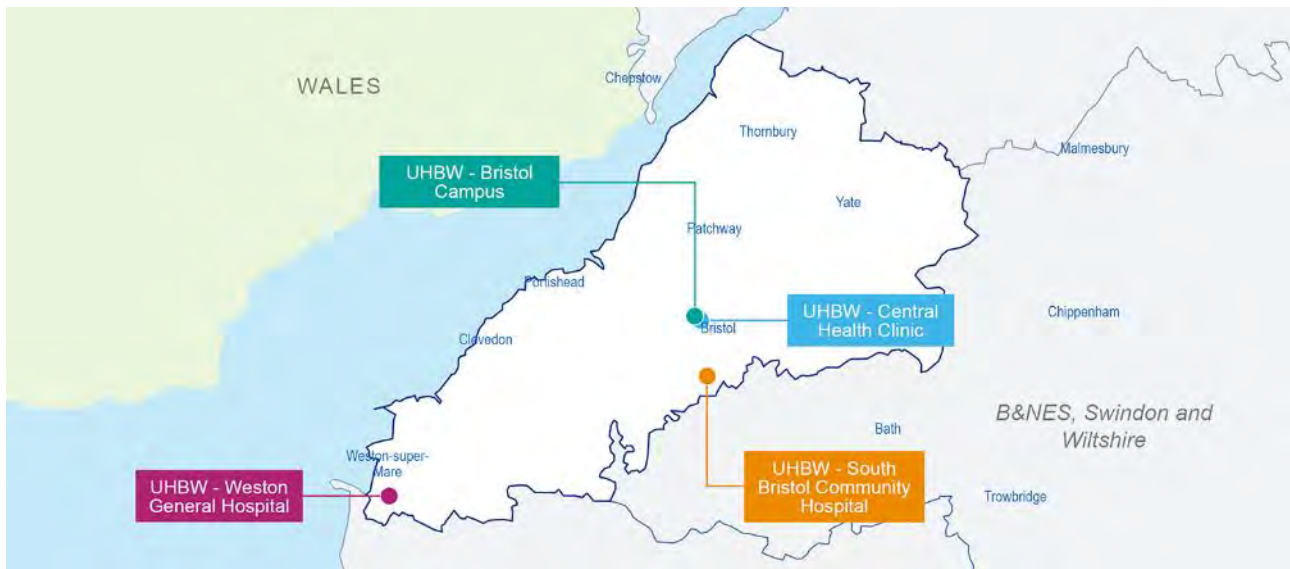 Chepstow
WALES
Thornbury
Malmesbury
UHBW - Bristol
Campus
Yate
Patchway
Portishead
UHBW - Central
Health Clinic
Chippenham
Bristol
Clevedon
B&NES, Swindon and
Wiltshire
Bath
Weston-super-
Mare
UHBW - South
Bristol Community
Hospital
UHBW - Weston
General Hospital
Trowbridge